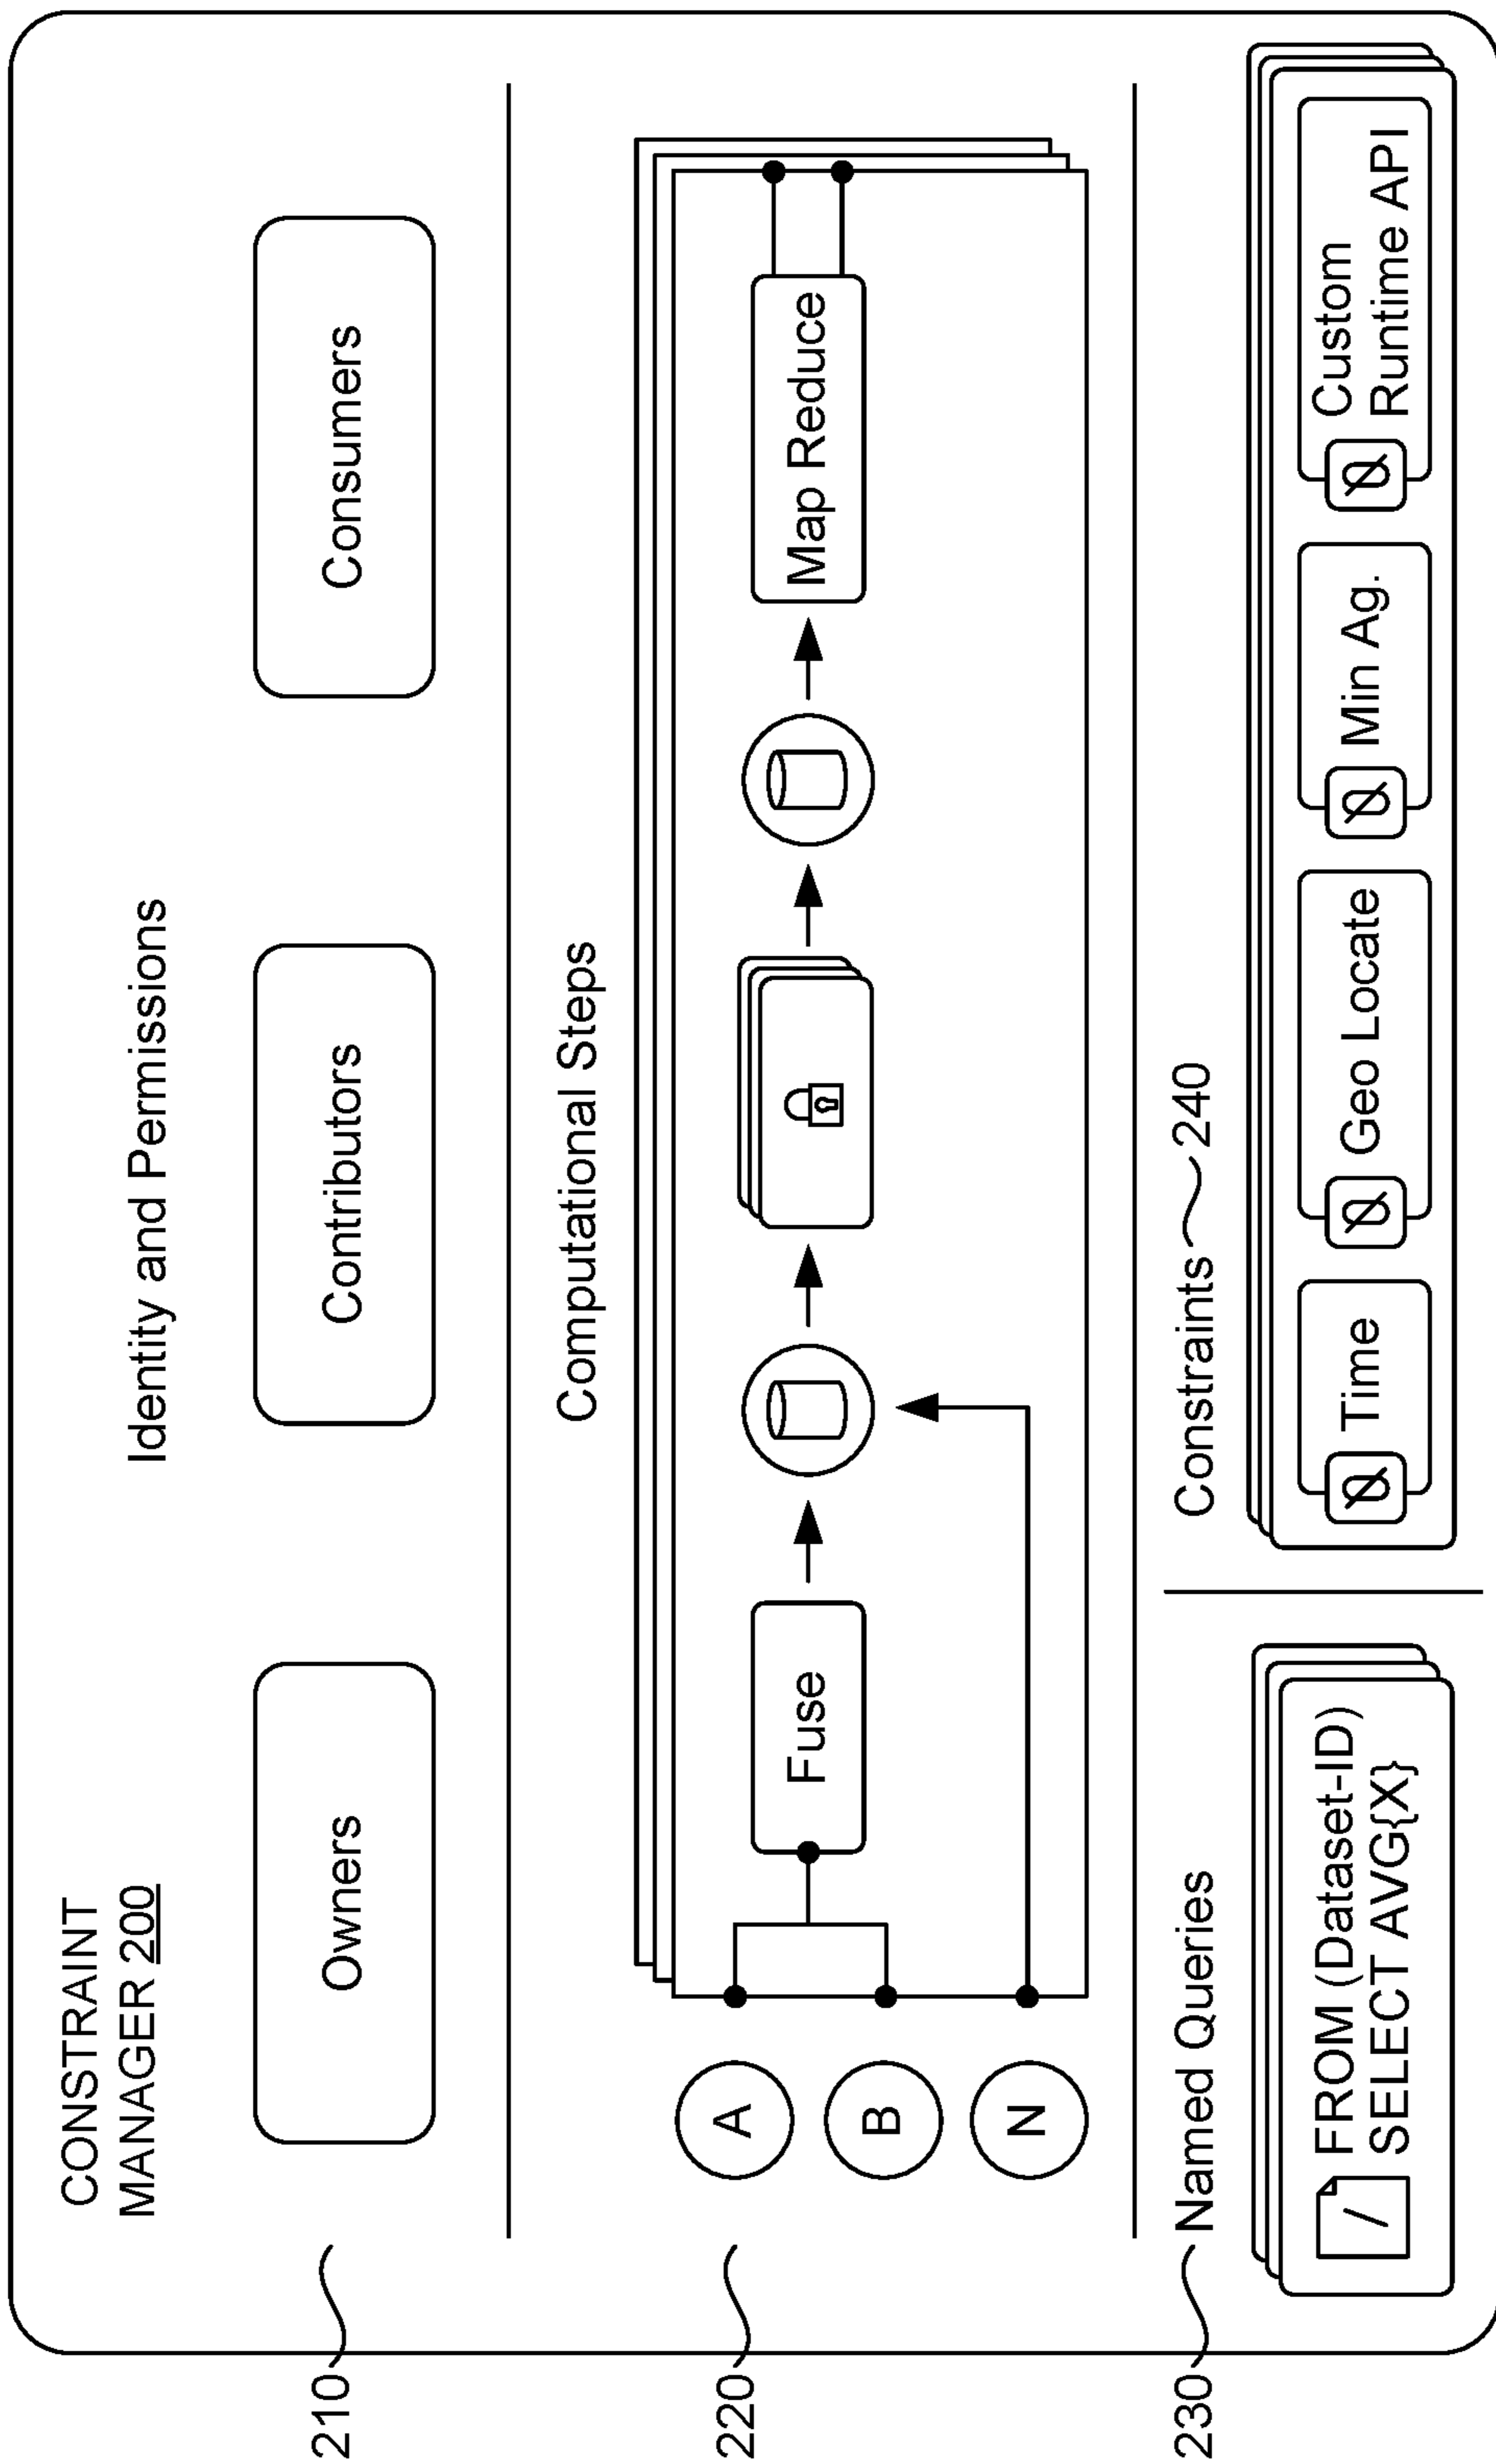 CONSTRAINT
MANAGER 200
Identity and Permissions
210
Owners
Contributors
Consumers
Computational Steps
220
A
B
N
Fuse
Map Reduce
230
Named Queries
/
FROM (Dataset-ID)
SELECT AVG{X}
Constraints 240
Time
Geo Locate
Min Ag.
Custom
Runtime API